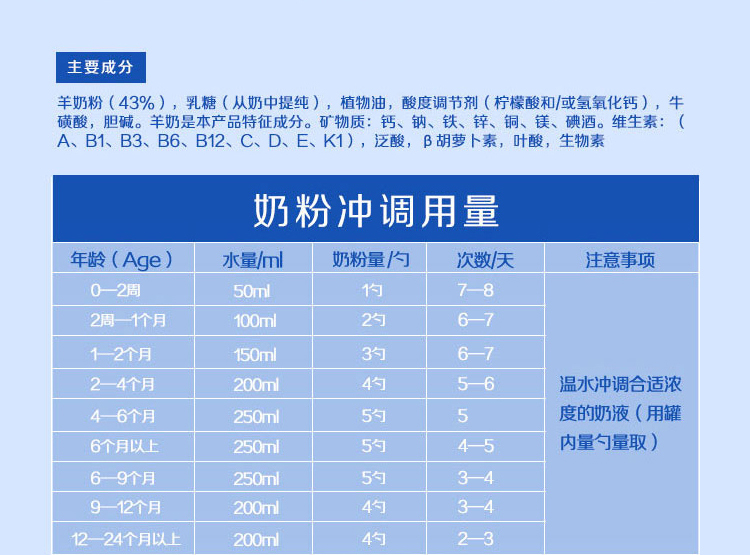 主要成分
羊奶粉（43%），乳糖（从奶中提纯），植物油，酸度调节剂（柠檬酸和/或氢氧化钙），牛
磺酸，胆碱。羊奶是本产品特征成分。矿物质：钙、钠、铁、锌、铜、镁、碘酒。维生素：（
A、B1、B3、B6、B12、C、D、E、K1），泛酸，β胡萝卜素，叶酸，生物素
奶粉冲调用量
年龄（Age） 水量/ml 奶粉量/勺 次数/天 注意事项
0—2周 50ml 1勺 7—8
2周—1个月 100ml 2勺 6—7
1—2个月 150ml 3勺 6—7
2—4个月 200ml 4勺 5—6
4—6个月 250ml 5勺 5
6个月以上 250ml 5勺 4—5
6—9个月 250ml 5勺 3—4
9—12个月 200ml 4勺 3—4
12—24个月以上 200ml 4勺 2—3
温水冲调合适浓
度的奶液（用罐
内量勺量取）